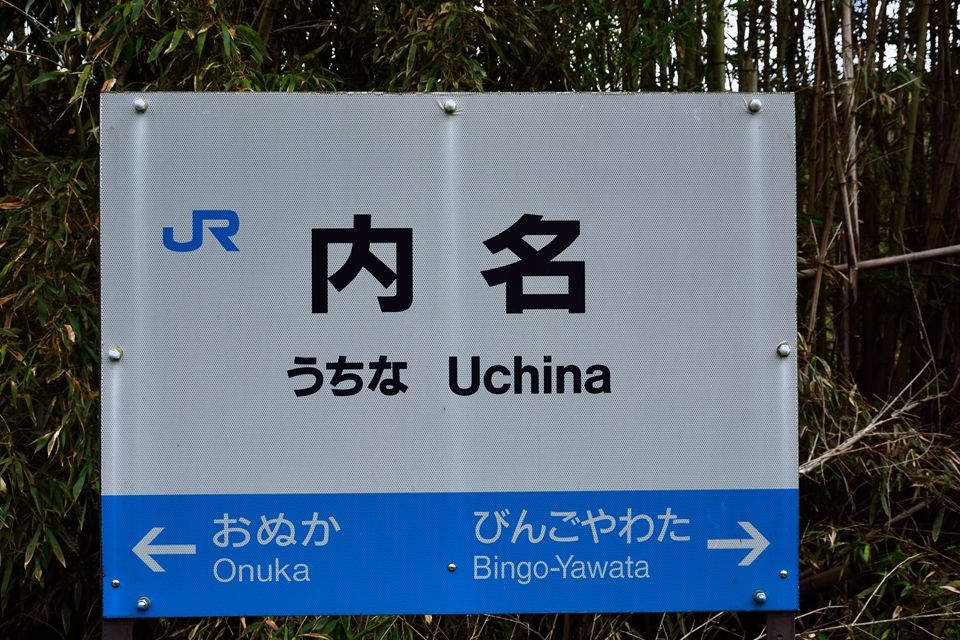 JR 内名
うちな Uchina
← おぬか びんごやわた →
Onuka Bingo-Yawata